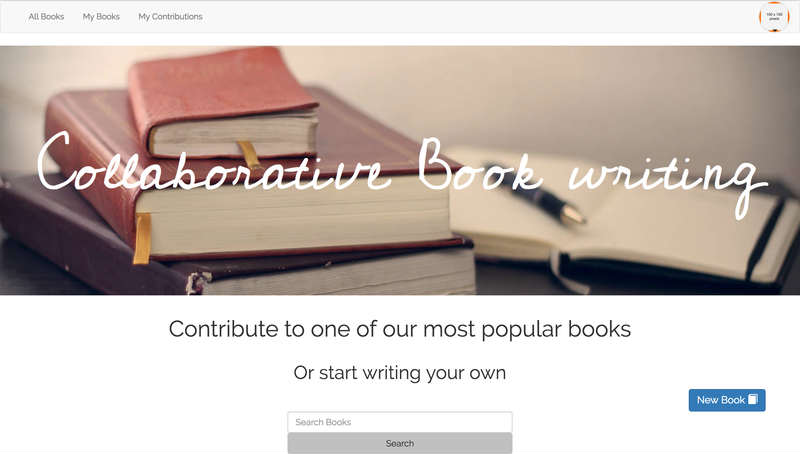 All Books My Books My Contributions
100 x 100
pixels
Collaborative Book writing
Contribute to one of our most popular books
Or start writing your own
New Book
Search Books
Search